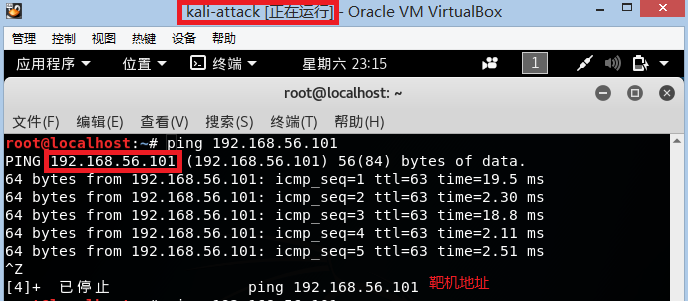 kali-attack [正在运行] - Oracle VM VirtualBox
管理 控制 视图 热键 设备 帮助
应用程序 位置 终端 星期六 23:15 1
root@localhost: ~
文件(F) 编辑(E) 查看(V) 搜索(S) 终端(T) 帮助(H)
root@localhost:~# ping 192.168.56.101
PING 192.168.56.101 (192.168.56.101) 56(84) bytes of data.
64 bytes from 192.168.56.101: icmp_seq=1 ttl=63 time=19.5 ms
64 bytes from 192.168.56.101: icmp_seq=2 ttl=63 time=2.30 ms
64 bytes from 192.168.56.101: icmp_seq=3 ttl=63 time=18.8 ms
64 bytes from 192.168.56.101: icmp_seq=4 ttl=63 time=2.11 ms
64 bytes from 192.168.56.101: icmp_seq=5 ttl=63 time=2.51 ms
^Z
[4]+ 已停止 ping 192.168.56.101 靶机地址